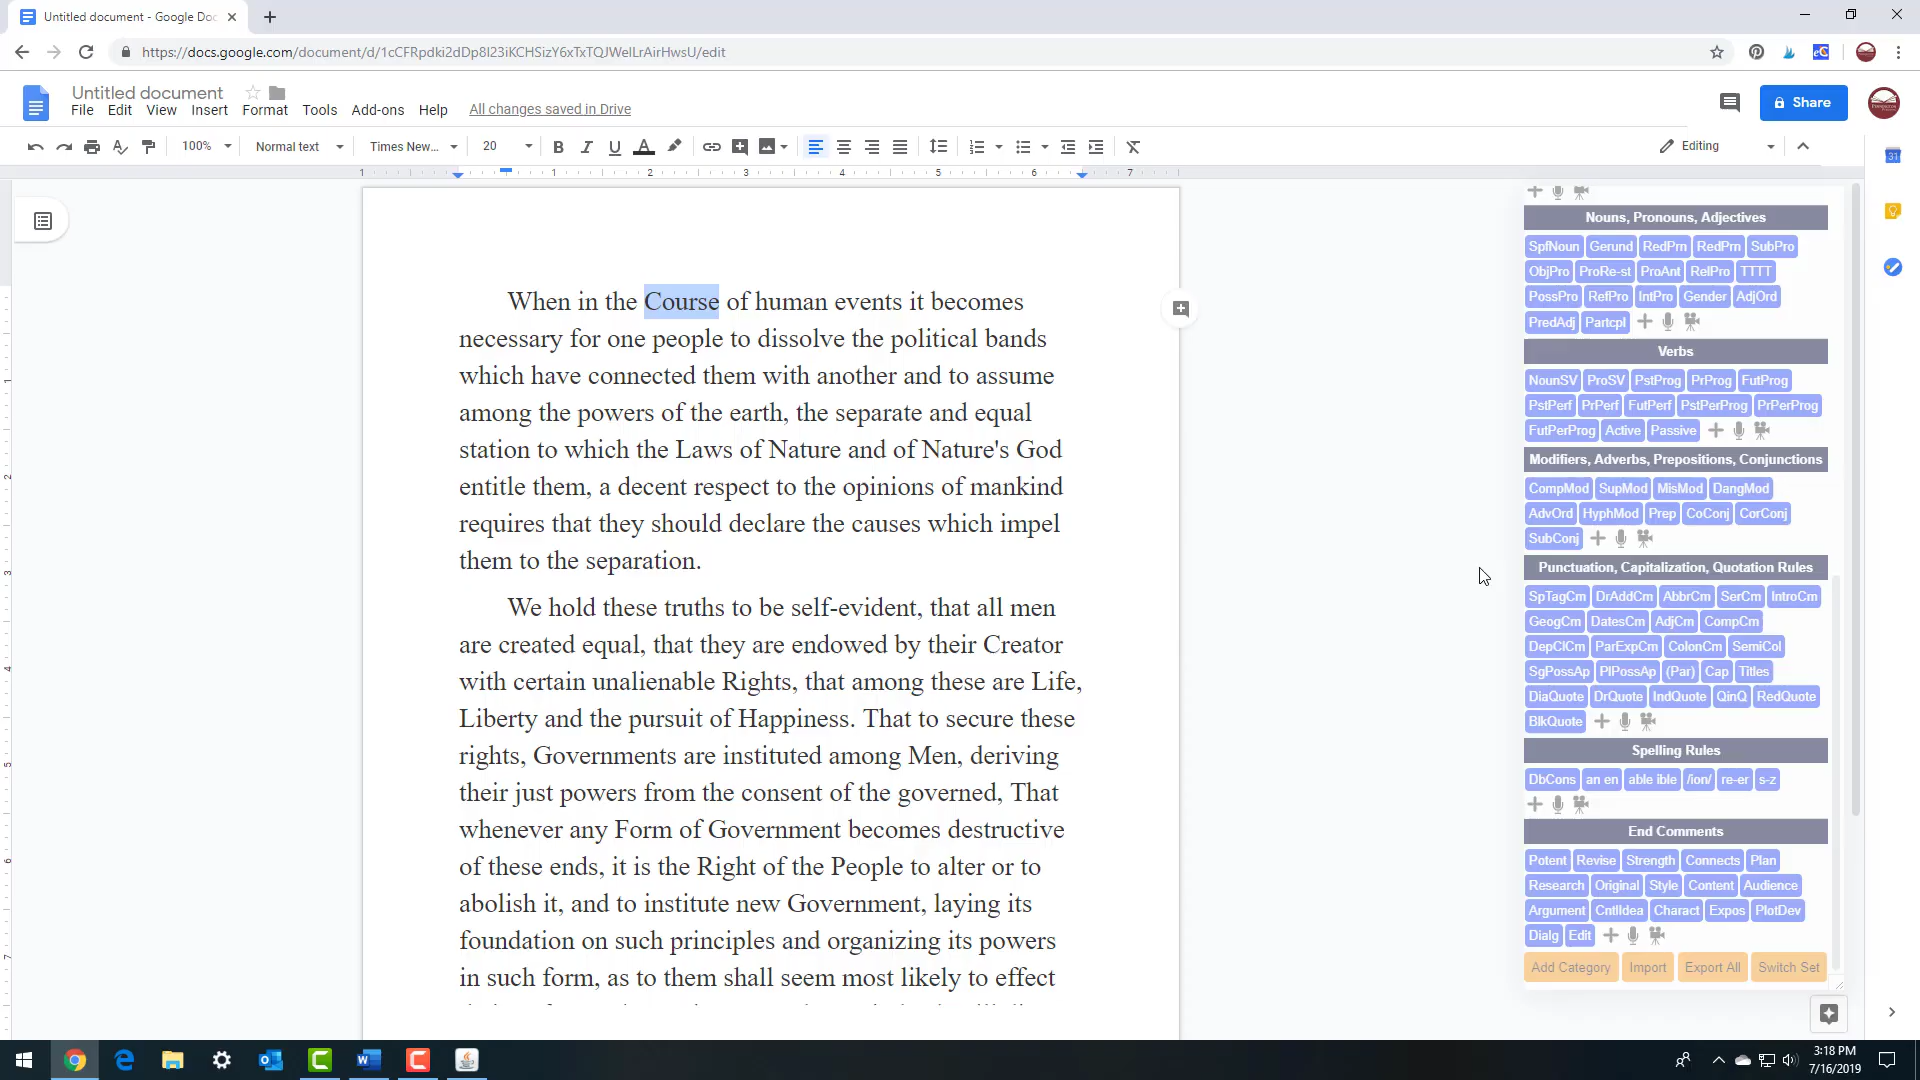 Untitled document - Google Doc
https://docs.google.com/document/d/1cCFRpdki2dDp8I23iKCHSizY6xTxTQJWelLrAirHwsU/edit
Untitled document
File Edit View Insert Format Tools Add-ons Help All changes saved in Drive
Share
100% Normal text Times New... 20 B I U A Editing
1 1 2 3 4 5 6 7
31
When in the Course of human events it becomes
necessary for one people to dissolve the political bands
which have connected them with another and to assume
among the powers of the earth, the separate and equal
station to which the Laws of Nature and of Nature's God
entitle them, a decent respect to the opinions of mankind
requires that they should declare the causes which impel
them to the separation.
We hold these truths to be self-evident, that all men
are created equal, that they are endowed by their Creator
with certain unalienable Rights, that among these are Life,
Liberty and the pursuit of Happiness. That to secure these
rights, Governments are instituted among Men, deriving
their just powers from the consent of the governed, That
whenever any Form of Government becomes destructive
of these ends, it is the Right of the People to alter or to
abolish it, and to institute new Government, laying its
foundation on such principles and organizing its powers
in such form, as to them shall seem most likely to effect
1
2
3
4
5
6
7
Nouns, Pronouns, Adjectives
SpfNoun Gerund RedPrn RedPrn SubPro
ObjPro ProRe-st ProAnt RelPro TTTT
PossPro RefPro IntPro Gender AdjOrd
PredAdj Partcpl
Verbs
NounSV ProSV PstProg PrProg FutProg
PstPerf PrPerf FutPerf PstPerProg PrPerProg
FutPerProg Active Passive
Modifiers, Adverbs, Prepositions, Conjunctions
CompMod SupMod MisMod DangMod
AdvOrd HyphMod Prep CoConj CorConj
SubConj
Punctuation, Capitalization, Quotation Rules
SpTagCm DrAddCm AbbrCm SerCm IntroCm
GeogCm DatesCm AdjCm CompCm
DepClCm ParExpCm ColonCm SemiCol
SgPossAp PlPossAp (Par) Cap Titles
DiaQuote DrQuote IndQuote QinQ RedQuote
BlkQuote
Spelling Rules
DbCons an en able ible /ion/ re-er s-z
End Comments
Potent Revise Strength Connects Plan
Research Original Style Content Audience
Argument CntlIdea Charact Expos PlotDev
Dialg Edit
Add Category Import Export All Switch Set
3:18 PM
7/16/2019